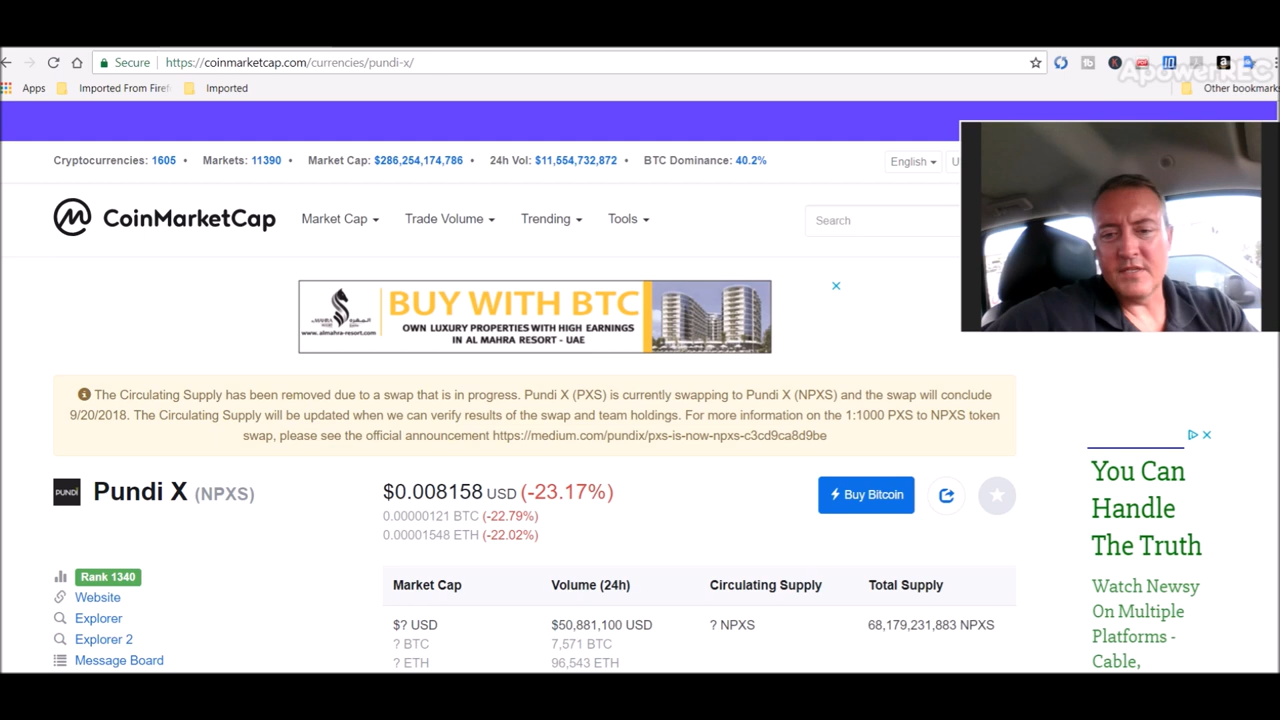 ApowerREC
Secure https://coinmarketcap.com/currencies/pundi-x/
Apps Imported From Firef Imported Other bookmark
Cryptocurrencies: 1605 • Markets: 11390 • Market Cap: $286,254,174,786 • 24h Vol: $11,554,732,872 • BTC Dominance: 40.2%
English U
CoinMarketCap Market Cap Trade Volume Trending Tools Search
BUY WITH BTC
OWN LUXURY PROPERTIES WITH HIGH EARNINGS
IN AL MAHRA RESORT - UAE
www.almahra-resort.com
The Circulating Supply has been removed due to a swap that is in progress. Pundi X (PXS) is currently swapping to Pundi X (NPXS) and the swap will conclude
9/20/2018. The Circulating Supply will be updated when we can verify results of the swap and team holdings. For more information on the 1:1000 PXS to NPXS token
swap, please see the official announcement https://medium.com/pundix/pxs-is-now-npxs-c3cd9ca8d9be
PUNDI Pundi X (NPXS) $0.008158 USD (-23.17%) Buy Bitcoin
0.00000121 BTC (-22.79%)
0.00001548 ETH (-22.02%)
Rank 1340
Website
Explorer
Explorer 2
Message Board
Market Cap Volume (24h) Circulating Supply Total Supply
$? USD $50,881,100 USD ? NPXS 68,179,231,883 NPXS
? BTC 7,571 BTC
? ETH 96,543 ETH
You Can
Handle
The Truth
Watch Newsy
On Multiple
Platforms -
Cable,